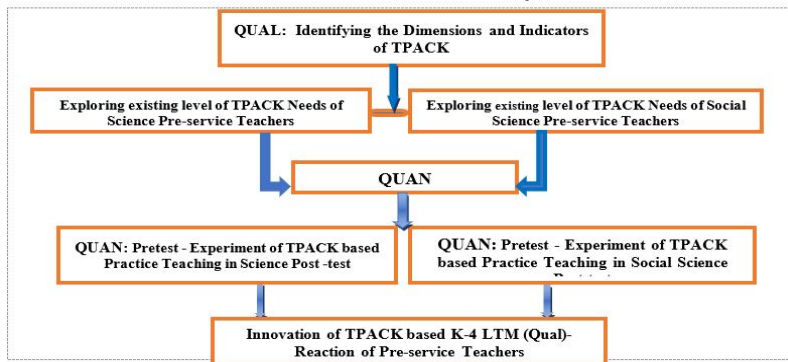 QUAL: Identifying the Dimensions and Indicators
of TPACK
Exploring existing level of TPACK Needs of
Science Pre-service Teachers
Exploring existing level of TPACK Needs of Social
Science Pre-service Teachers
QUAN
QUAN: Pretest - Experiment of TPACK based
Practice Teaching in Science Post -test
QUAN: Pretest - Experiment of TPACK
based Practice Teaching in Social Science
Innovation of TPACK based K-4 LTM (Qual)-
Reaction of Pre-service Teachers